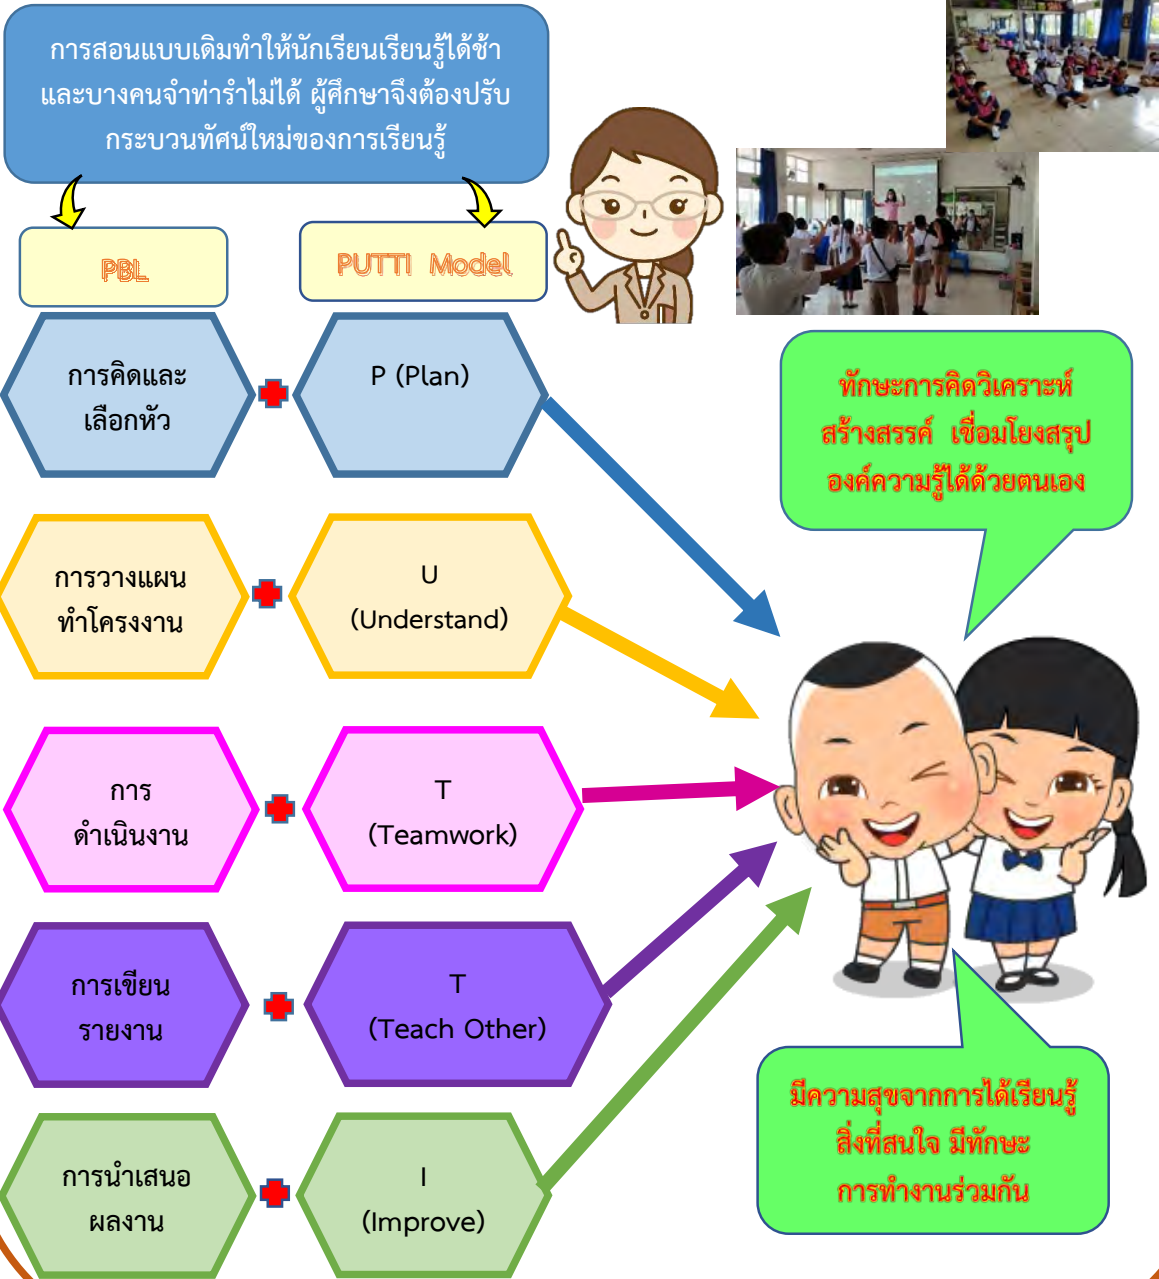 การสอนแบบเดิมทำให้นักเรียนเรียนรู้ได้ช้า
และบางคนจำท่ารำไม่ได้ ผู้ศึกษาจึงต้องปรับ
กระบวนทัศน์ใหม่ของการเรียนรู้
PBL
PUTTI Model
การคิดและ
เลือกหัว
P (Plan)
ทักษะการคิดวิเคราะห์
สร้างสรรค์ เชื่อมโยงสรุป
องค์ความรู้ได้ด้วยตนเอง
การวางแผน
ทำโครงงาน
U
(Understand)
การ
ดำเนินงาน
T
(Teamwork)
การเขียน
รายงาน
T
(Teach Other)
มีความสุขจากการได้เรียนรู้
สิ่งที่สนใจ มีทักษะ
การทำงานร่วมกัน
การนำเสนอ
ผลงาน
I
(Improve)